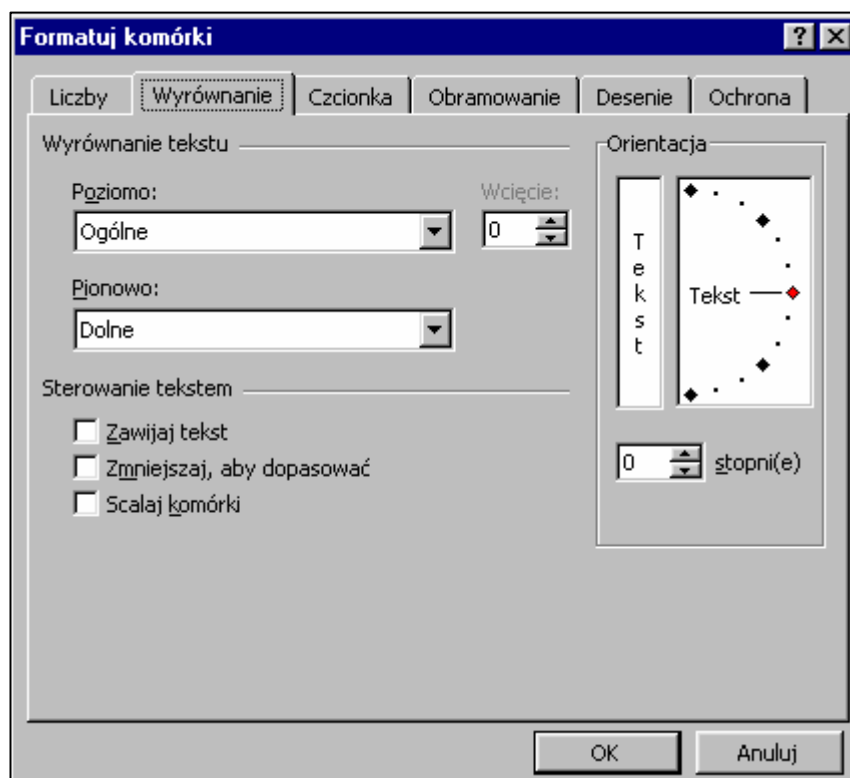 Formatuj komórki
Liczby Wyrównanie Czcionka Obramowanie Desenie Ochrona
Wyrównanie tekstu
Poziomo:
Wcięcie:
Ogólne
0
Pionowo:
Dolne
Sterowanie tekstem
Zawijaj tekst
Zmniejszaj, aby dopasować
Scalaj komórki
Orientacja
Tekst
Tekst
0 stopni(e)
OK Anuluj